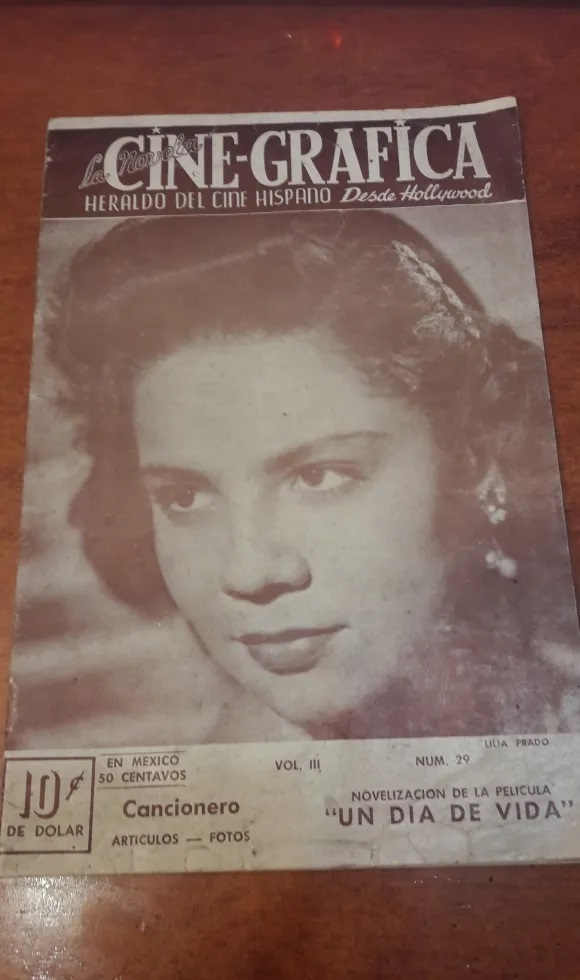 La Novela
CINE-GRAFICA
HERALDO DEL CINE HISPANO Desde Hollywood
LILIA PRADO
10¢
DE DOLAR
EN MEXICO
50 CENTAVOS
VOL. III
NUM. 29
Cancionero
ARTICULOS — FOTOS
NOVELIZACION DE LA PELICULA
"UN DIA DE VIDA"